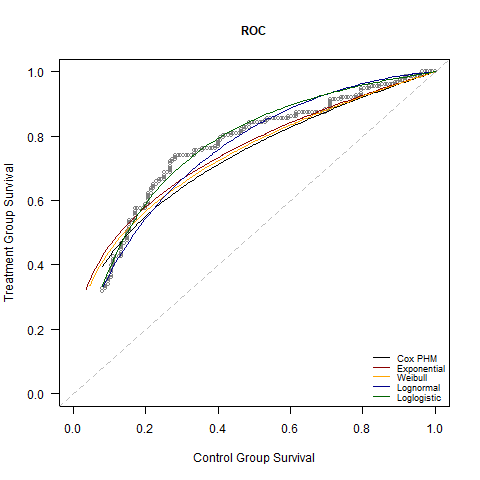 ROC
Treatment Group Survival
1.0
0.8
0.6
0.4
0.2
0.0
Cox PHM
Exponential
Weibull
Lognormal
Loglogistic
0.0 0.2 0.4 0.6 0.8 1.0
Control Group Survival